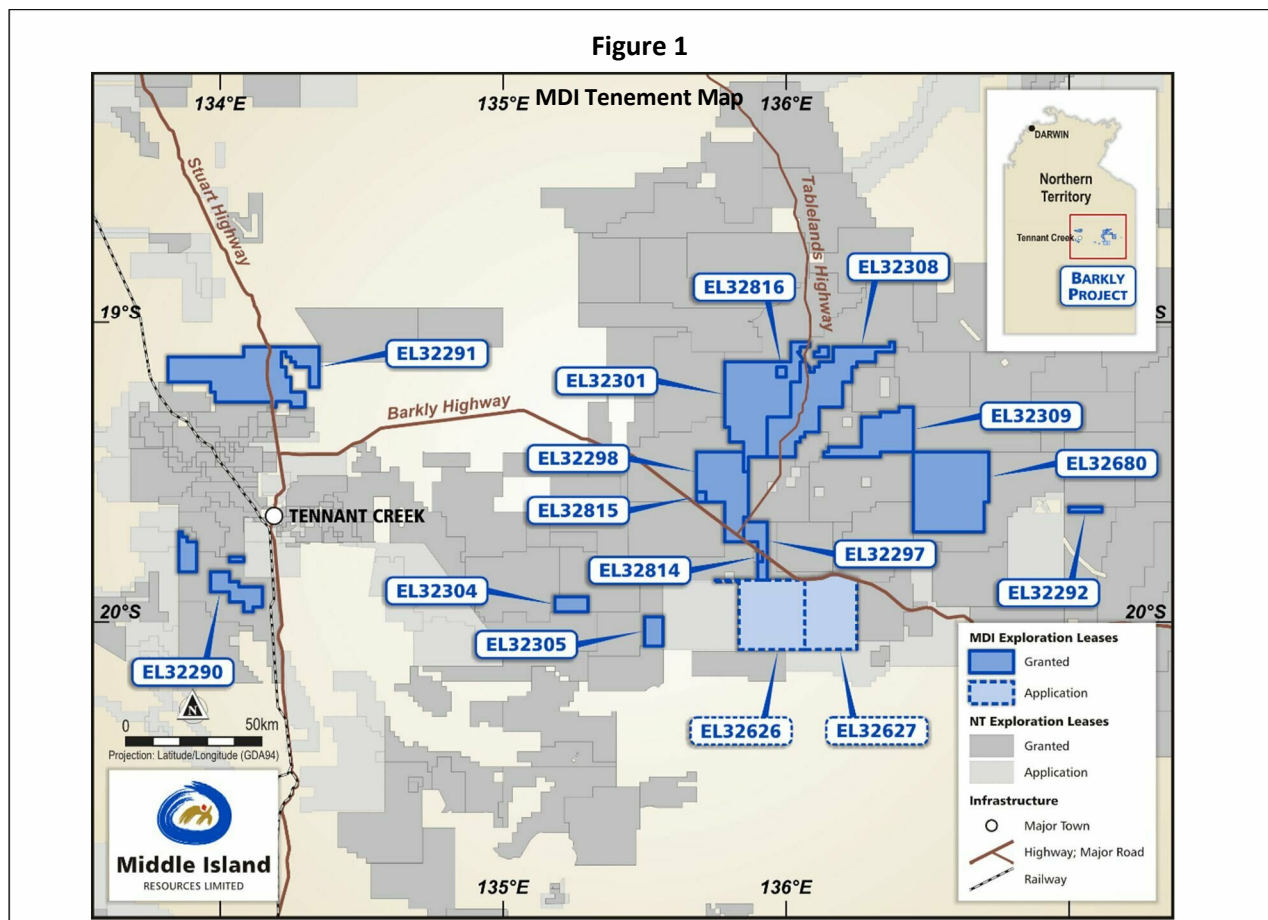 Figure 1
MDI Tenement Map
134°E
135°E
136°E
DARWIN
Northern
Territory
Tennant Creek
BARKLY
PROJECT
Stuart Highway
Tablelands Highway
EL32816
EL32308
19°S
S
EL32291
EL32301
Barkly Highway
EL32309
EL32298
EL32680
EL32815
TENNANT CREEK
EL32297
EL32814
EL32304
EL32292
20°S
20°S
EL32305
EL32290
N
0 50km
Projection: Latitude/Longitude (GDA94)
EL32626
EL32627
MDI Exploration Leases
Granted
Application
NT Exploration Leases
Granted
Application
Infrastructure
Major Town
Highway; Major Road
Railway
Middle Island
RESOURCES LIMITED
135°E
136°E